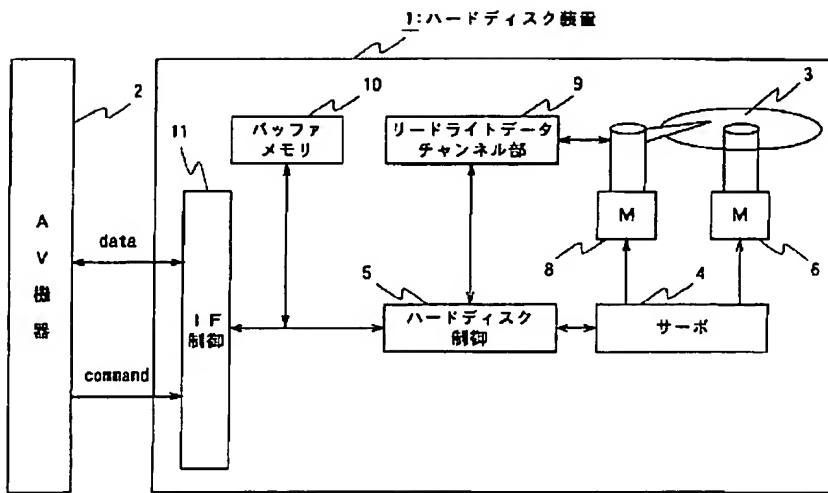 1:ハードディスク装置
2
10
9
3
11
バッファ
メモリ
リードライトデータ
チャンネル部
A
V
機
器
data
M
M
8
6
5
4
IF
制御
ハードディスク
制御
サーボ
command